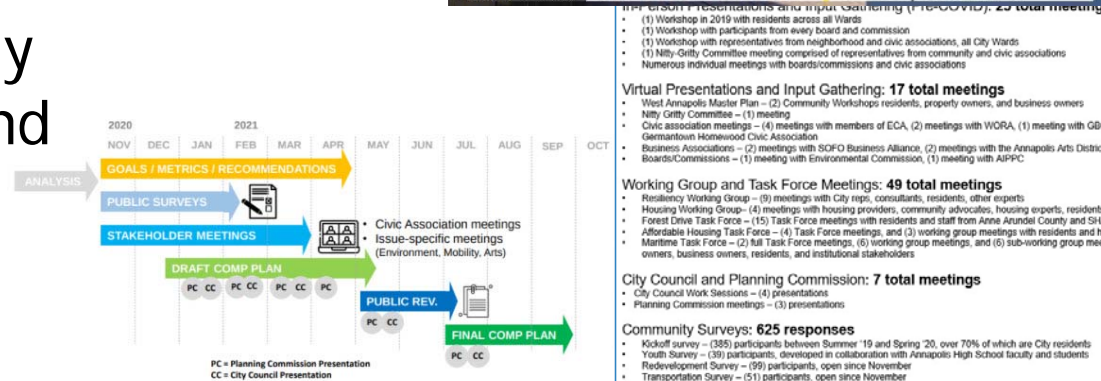 y
nd
2020 2021
NOV DEC JAN FEB MAR APR MAY JUN JUL AUG SEP OCT
ANALYSIS
GOALS / METRICS / RECOMMENDATIONS
PUBLIC SURVEYS
STAKEHOLDER MEETINGS
• Civic Association meetings
• Issue-specific meetings
(Environment, Mobility, Arts)
DRAFT COMP PLAN
PC CC PC CC PC CC PC
PUBLIC REV.
PC CC
FINAL COMP PLAN
PC CC
PC = Planning Commission Presentation
CC = City Council Presentation
In-Person Presentations and Input Gathering (Pre-COVID): 25 total meeting
• (1) Workshop in 2019 with residents across all Wards
• (1) Workshop with participants from every board and commission
• (1) Workshop with representatives from neighborhood and civic associations, all City Wards
• (1) Nitty-Gritty Committee meeting comprised of representatives from community and civic associations
• Numerous individual meetings with boards/commissions and civic associations
Virtual Presentations and Input Gathering: 17 total meetings
• West Annapolis Master Plan – (2) Community Workshops residents, property owners, and business owners
• Nitty Gritty Committee – (1) meeting
• Civic association meetings – (4) meetings with members of ECA, (2) meetings with WORA, (1) meeting with GB
Germantown Homewood Civic Association
• Business Associations – (2) meetings with SOFO Business Alliance, (2) meetings with the Annapolis Arts Distric
• Boards/Commissions – (1) meeting with Environmental Commission, (1) meeting with AIPPC
Working Group and Task Force Meetings: 49 total meetings
• Resiliency Working Group – (9) meetings with City reps, consultants, residents, other experts
• Housing Working Group– (4) meetings with housing providers, community advocates, housing experts, residents
• Forest Drive Task Force – (15) Task Force meetings with residents and staff from Anne Arundel County and SH
• Affordable Housing Task Force – (4) Task Force meetings, and (3) working group meetings with residents and h
• Maritime Task Force – (2) full Task Force meetings, (6) working group meetings, and (6) sub-working group mee
owners, business owners, residents, and institutional stakeholders
City Council and Planning Commission: 7 total meetings
• City Council Work Sessions – (4) presentations
• Planning Commission meetings – (3) presentations
Community Surveys: 625 responses
• Kickoff survey – (385) participants between Summer '19 and Spring '20, over 70% of which are City residents
• Youth Survey – (39) participants, developed in collaboration with Annapolis High School faculty and students
• Redevelopment Survey – (99) participants, open since November
• Transportation Survey – (51) participants, open since November